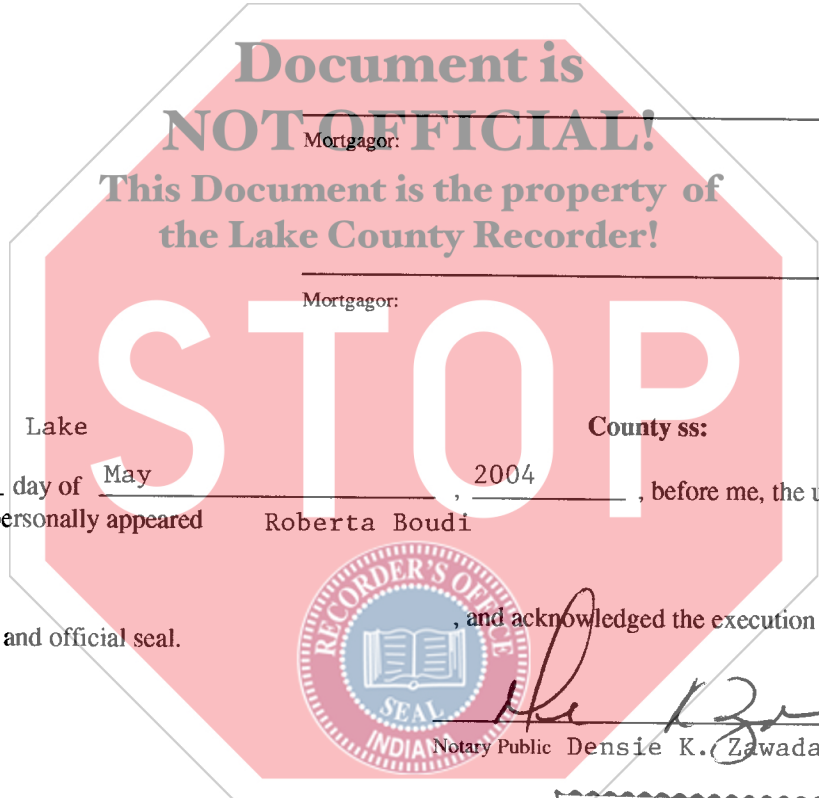 Document is
NOT OFFICIAL!
Mortgagor:
This Document is the property of
the Lake County Recorder!
Mortgagor:
STOP
Lake County ss:
day of May , 2004 , before me, the u
ersonally appeared Roberta Boudi
, and acknowledged the execution
and official seal.
RECORDER'S OFFICE
SEAL
INDIANA
Notary Public Densie K. Zawada